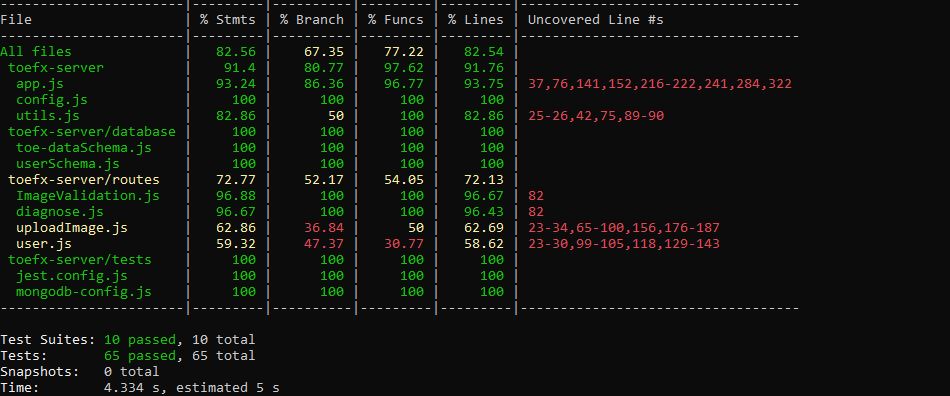 -----------------------|---------|----------|---------|---------|-----------------------------------
File                   | % Stmts | % Branch | % Funcs | % Lines | Uncovered Line #s
-----------------------|---------|----------|---------|---------|-----------------------------------
All files              |   82.56 |    67.35 |   77.22 |   82.54 |
 toefx-server          |    91.4 |    80.77 |   97.62 |   91.76 |
  app.js               |   93.24 |    86.36 |   96.77 |   93.75 | 37,76,141,152,216-222,241,284,322
  config.js            |     100 |      100 |     100 |     100 |
  utils.js             |   82.86 |       50 |     100 |   82.86 | 25-26,42,75,89-90
 toefx-server/database |     100 |      100 |     100 |     100 |
  toe-dataSchema.js    |     100 |      100 |     100 |     100 |
  userSchema.js        |     100 |      100 |     100 |     100 |
 toefx-server/routes   |   72.77 |    52.17 |   54.05 |   72.13 |
  ImageValidation.js   |   96.88 |      100 |     100 |   96.67 | 82
  diagnose.js          |   96.67 |      100 |     100 |   96.43 | 82
  uploadImage.js       |   62.86 |    36.84 |      50 |   62.69 | 23-34,65-100,156,176-187
  user.js              |   59.32 |    47.37 |   30.77 |   58.62 | 23-30,99-105,118,129-143
 toefx-server/tests    |     100 |      100 |     100 |     100 |
  jest.config.js       |     100 |      100 |     100 |     100 |
  mongodb-config.js    |     100 |      100 |     100 |     100 |
-----------------------|---------|----------|---------|---------|-----------------------------------
Test Suites: 10 passed, 10 total
Tests:       65 passed, 65 total
Snapshots:   0 total
Time:        4.334 s, estimated 5 s